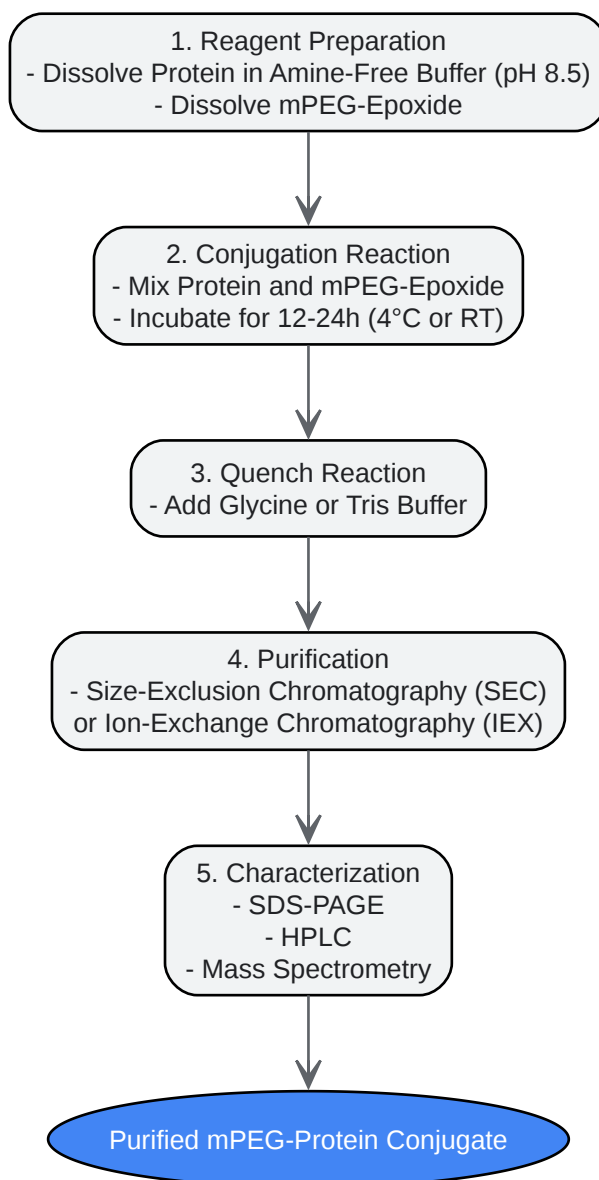 1. Reagent Preparation
- Dissolve Protein in Amine-Free Buffer (pH 8.5)
- Dissolve mPEG-Epoxide
2. Conjugation Reaction
- Mix Protein and mPEG-Epoxide
- Incubate for 12-24h (4°C or RT)
3. Quench Reaction
- Add Glycine or Tris Buffer
4. Purification
- Size-Exclusion Chromatography (SEC)
or Ion-Exchange Chromatography (IEX)
5. Characterization
- SDS-PAGE
- HPLC
- Mass Spectrometry
Purified mPEG-Protein Conjugate